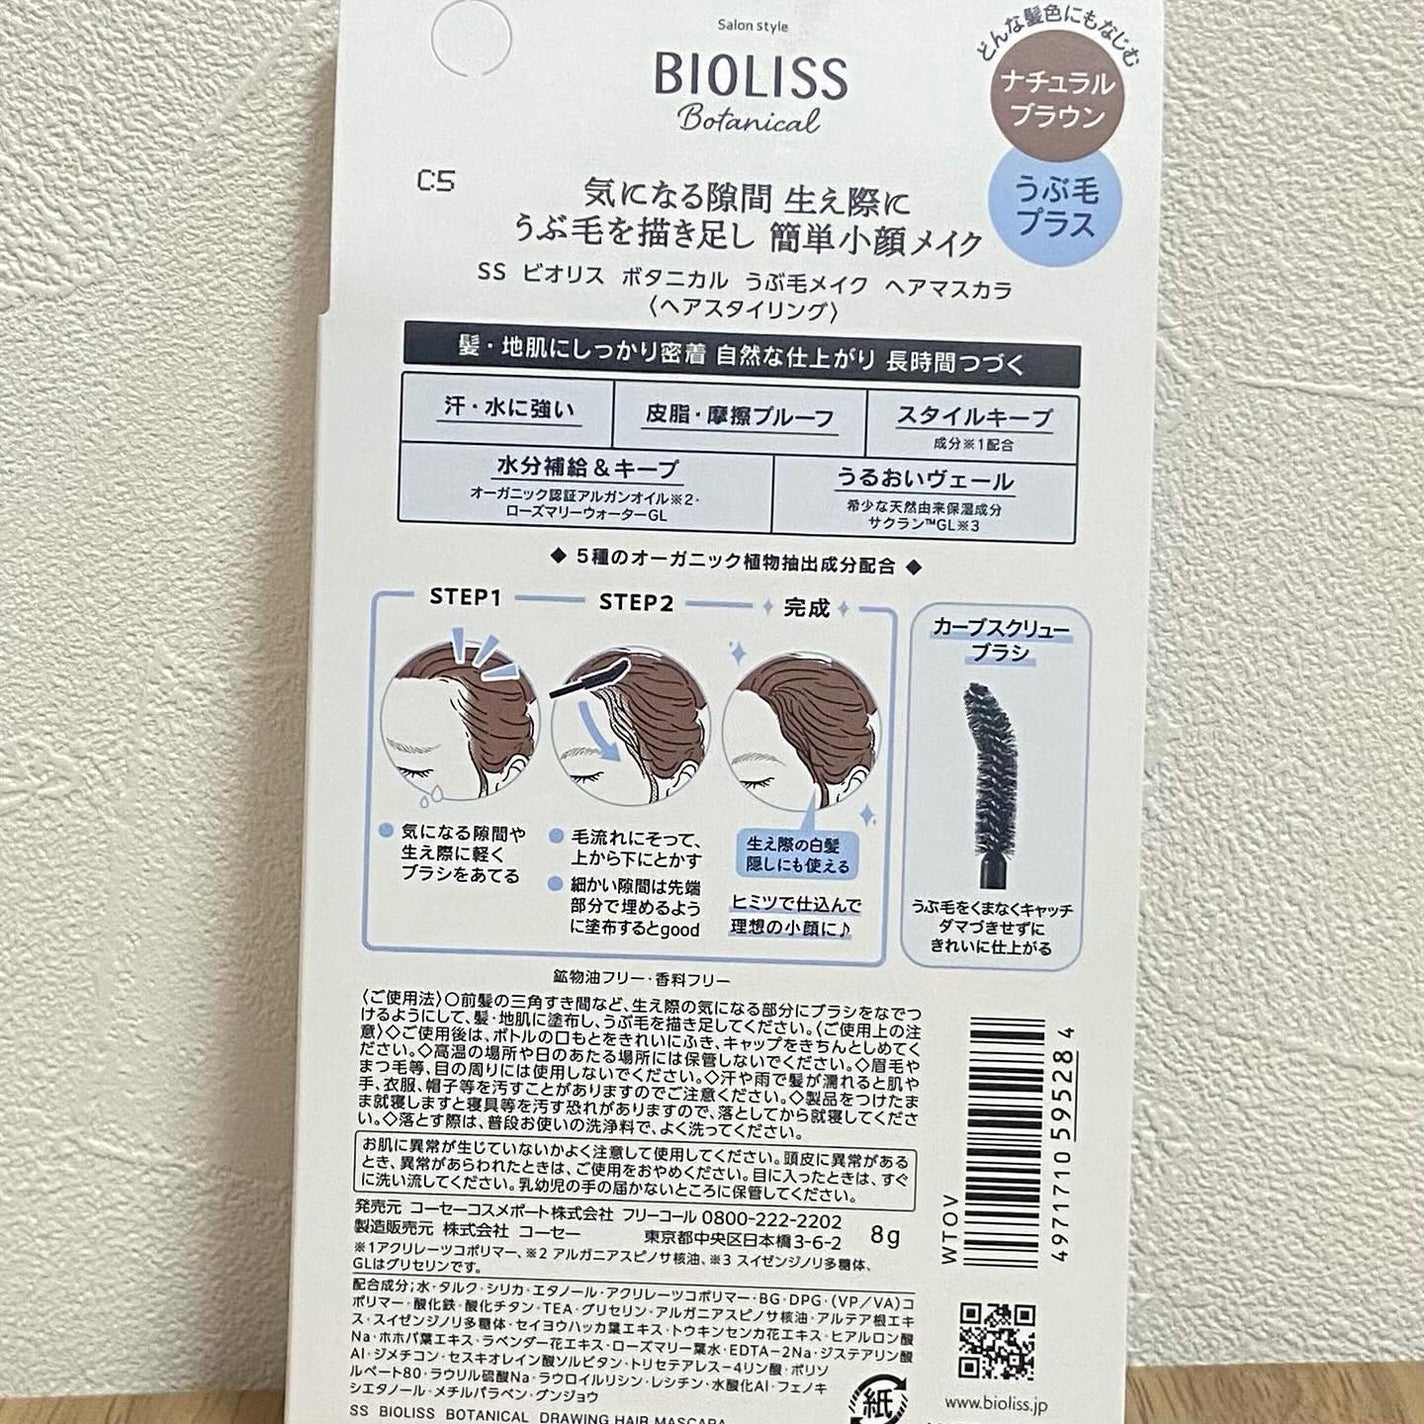 Salon style
BIOLISS
Botanical
どんな髪色にもなじむ
ナチュラル
ブラウン
うぶ毛
プラス
C5
気になる隙間 生え際に
うぶ毛を描き足し 簡単小顔メイク
SS ビオリス ボタニカル うぶ毛メイク ヘアマスカラ
〈ヘアスタイリング〉
髪・地肌にしっかり密着 自然な仕上がり 長時間つづく
汗・水に強い
皮脂・摩擦プルーフ
スタイルキープ
成分※1配合
水分補給&キープ
オーガニック認証アルガンオイル※2・
ローズマリーウォーターGL
うるおいヴェール
希少な天然由来保湿成分
サクラン™GL※3
◆ 5種のオーガニック植物抽出成分配合 ◆
STEP1
STEP2
完成
気になる隙間や
生え際に軽く
ブラシをあてる
毛流れにそって、
上から下にとかす
細かい隙間は先端
部分で埋めるよう
に塗布するとgood
生え際の白髪
隠しにも使える
ヒミツで仕込んで
理想の小顔に♪
カーブスクリュー
ブラシ
うぶ毛をくまなくキャッチ
ダマづきせずに
きれいに仕上がる
鉱物油フリー・香料フリー
〈ご使用法〉○前髪の三角すき間など、生え際の気になる部分にブラシをなでつ
けるようにして、髪・地肌に塗布し、うぶ毛を描き足してください。〈ご使用上の注
意〉◇ご使用後は、ボトルの口もとをきれいにふき、キャップをきちんとしめてく
ださい。◇高温の場所や日のあたる場所には保管しないでください。◇眉毛や
まつ毛等、目の周りには使用しないでください。◇汗や雨で髪が濡れると肌や
手、衣服、帽子等を汚すことがありますのでご注意ください。◇製品をつけたま
ま就寝しますと寝具等を汚す恐れがありますので、落としてから就寝してくださ
い。◇落とす際は、普段お使いの洗浄料で、よく洗ってください。
お肌に異常が生じていないかよく注意して使用してください。頭皮に異常がある
とき、異常があらわれたときは、ご使用をおやめください。目に入ったときは、すぐ
に洗い流してください。乳幼児の手の届かないところに保管してください。
発売元 コーセーコスメポート株式会社 フリーコール 0800-222-2202
製造販売元 株式会社 コーセー 東京都中央区日本橋3-6-2
8g
※1アクリレーツコポリマー、※2 アルガニアスピノサ核油、※3 スイゼンジノリ多糖体、
GLはグリセリンです。
配合成分;水・タルク・シリカ・エタノール・アクリレーツコポリマー・BG・DPG・(VP/VA)コ
ポリマー・酸化鉄・酸化チタン・TEA・グリセリン・アルガニアスピノサ核油・アルテア根エキ
ス・スイゼンジノリ多糖体・セイヨウハッカ葉エキス・トウキンセンカ花エキス・ヒアルロン酸
Na・ホホバ葉エキス・ラベンダー花エキス・ローズマリー葉水・EDTA-2Na・ジステアリン酸
Al・ジメチコン・セスキオレイン酸ソルビタン・トリセテアレス-4リン酸・ポリソ
ルベート80・ラウリル硫酸Na・ラウロイルリシン・レシチン・水酸化Al・フェノキ
シエタノール・メチルパラベン・グンジョウ
SS BIOLISS BOTANICAL DRAWING HAIR MASCARA
WTOV
4971710595284
紙
www.bioliss.jp